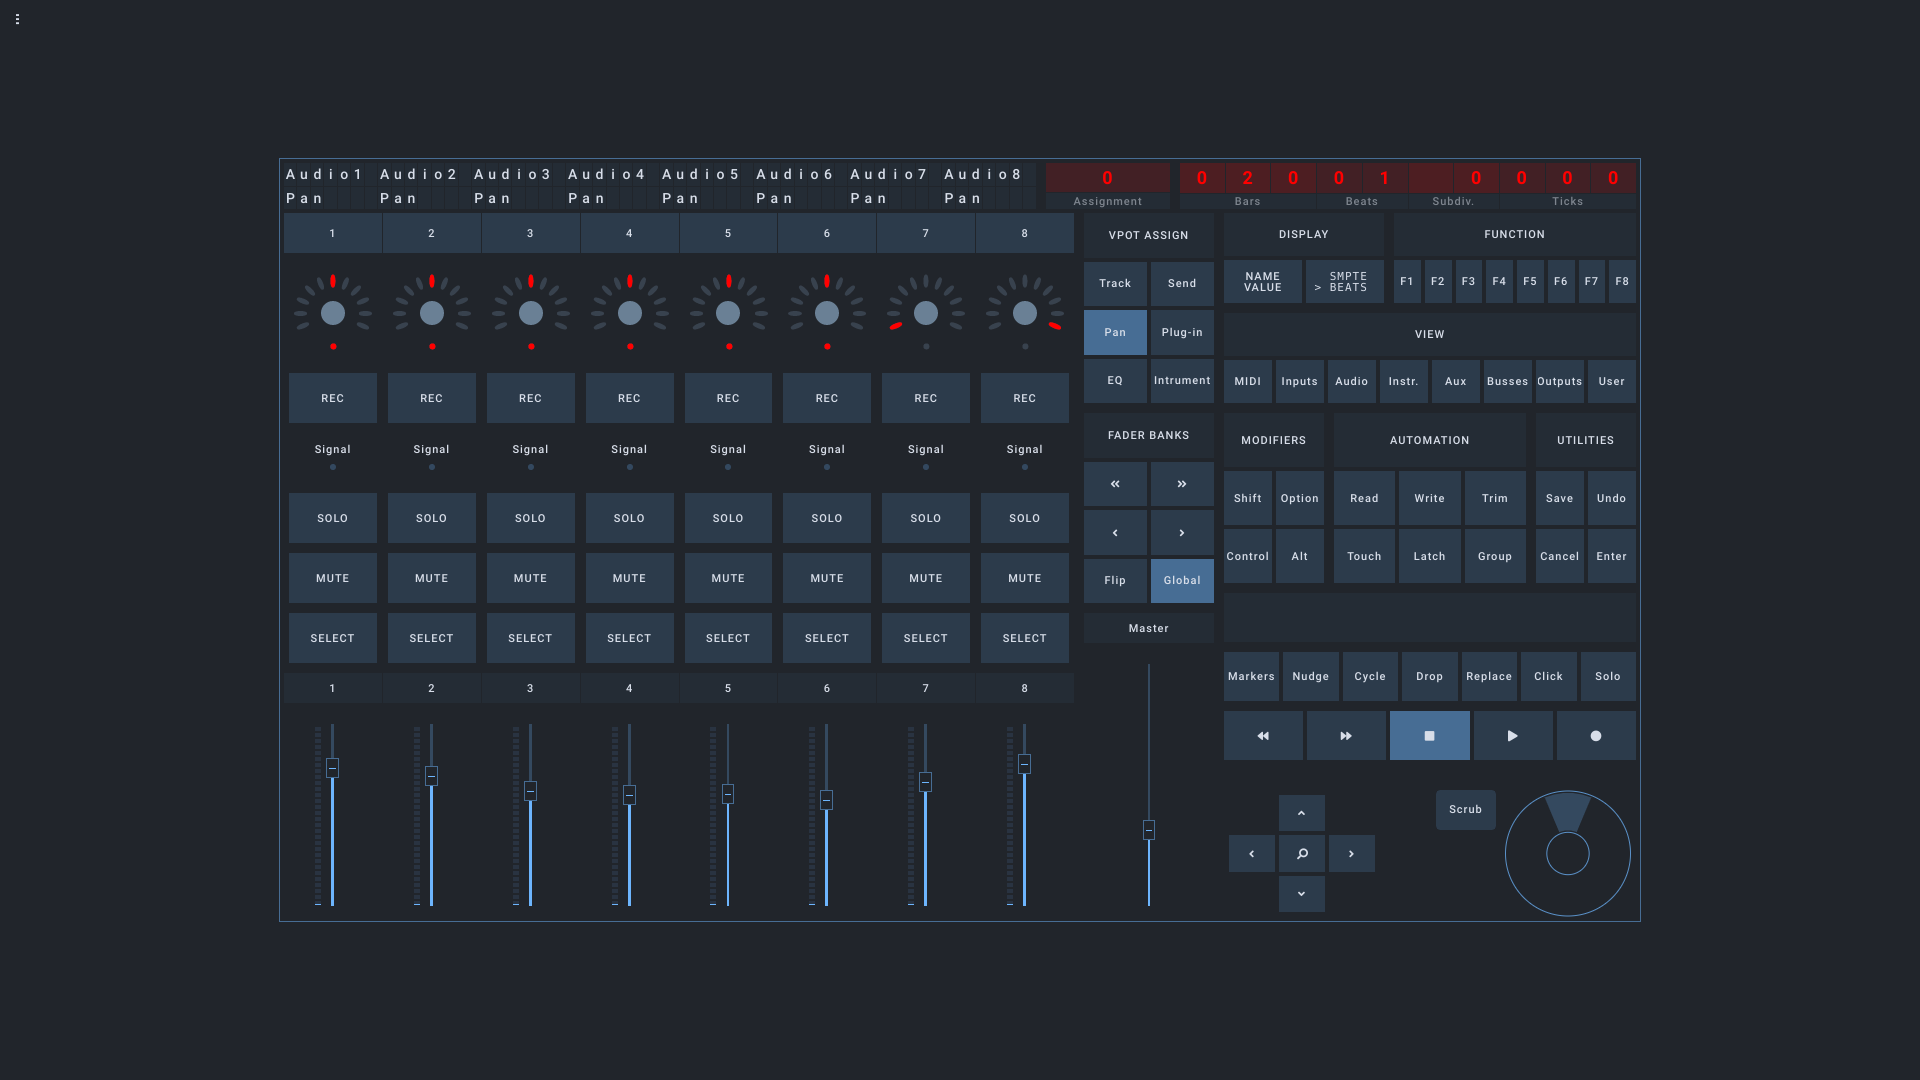 Audio1 Audio2 Audio3 Audio4 Audio5 Audio6 Audio7 Audio8
Pan Pan Pan Pan Pan Pan Pan Pan
0
Assignment
0 2 0 0 1 0 0 0 0
Bars Beats Subdiv. Ticks
1 2 3 4 5 6 7 8
REC REC REC REC REC REC REC REC
Signal Signal Signal Signal Signal Signal Signal Signal
SOLO SOLO SOLO SOLO SOLO SOLO SOLO SOLO
MUTE MUTE MUTE MUTE MUTE MUTE MUTE MUTE
SELECT SELECT SELECT SELECT SELECT SELECT SELECT SELECT
1 2 3 4 5 6 7 8
VPOT ASSIGN
Track Send
Pan Plug-in
EQ Intrument
FADER BANKS
« »
‹ ›
Flip Global
Master
DISPLAY
NAME
VALUE
SMPTE
> BEATS
FUNCTION
F1 F2 F3 F4 F5 F6 F7 F8
VIEW
MIDI Inputs Audio Instr. Aux Busses Outputs User
MODIFIERS
Shift Option
Control Alt
AUTOMATION
Read Write Trim
Touch Latch Group
UTILITIES
Save Undo
Cancel Enter
Markers Nudge Cycle Drop Replace Click Solo
Scrub